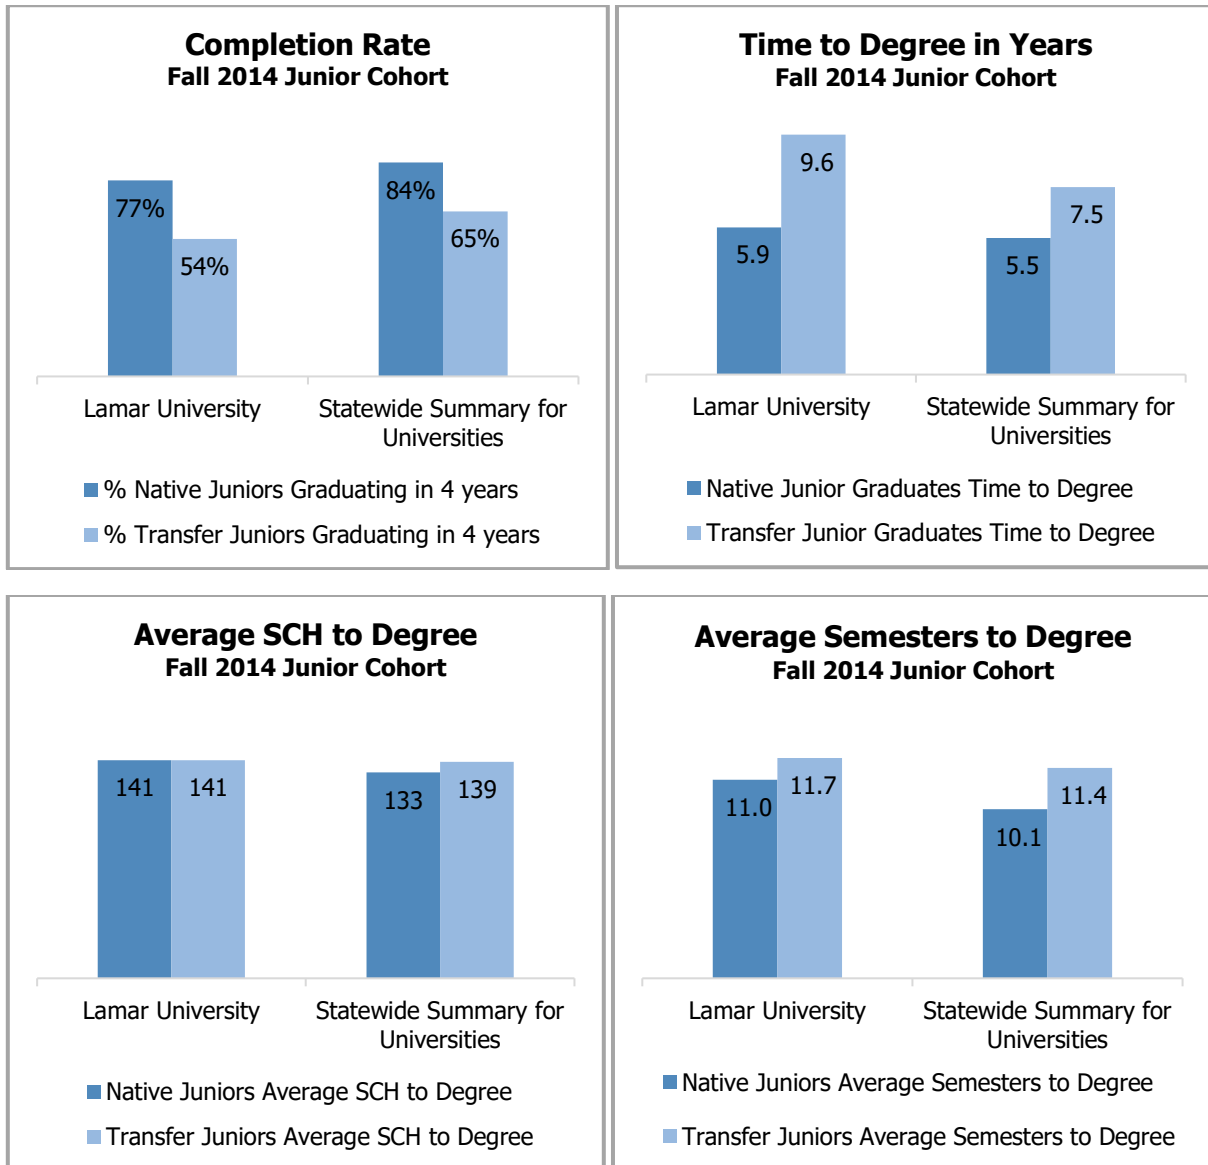 Completion Rate
Fall 2014 Junior Cohort
77%
54%
84%
65%
Lamar University
Statewide Summary for
Universities
% Native Juniors Graduating in 4 years
% Transfer Juniors Graduating in 4 years
Time to Degree in Years
Fall 2014 Junior Cohort
5.9
9.6
5.5
7.5
Lamar University
Statewide Summary for
Universities
Native Junior Graduates Time to Degree
Transfer Junior Graduates Time to Degree
Average SCH to Degree
Fall 2014 Junior Cohort
141
141
133
139
Lamar University
Statewide Summary for
Universities
Native Juniors Average SCH to Degree
Transfer Juniors Average SCH to Degree
Average Semesters to Degree
Fall 2014 Junior Cohort
11.0
11.7
10.1
11.4
Lamar University
Statewide Summary for
Universities
Native Juniors Average Semesters to Degree
Transfer Juniors Average Semesters to Degree